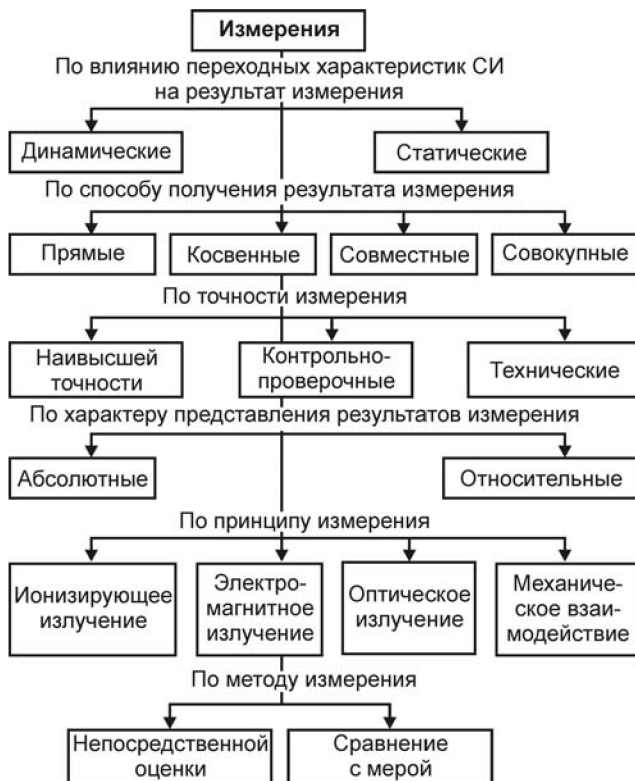 Измерения
По влиянию переходных характеристик СИ
на результат измерения
Динамические
Статические
По способу получения результата измерения
Прямые
Косвенные
Совместные
Совокупные
По точности измерения
Наивысшей
точности
Контрольно-
проверочные
Технические
По характеру представления результатов измерения
Абсолютные
Относительные
По принципу измерения
Ионизирующее
излучение
Электро-
магнитное
излучение
Оптическое
излучение
Механиче-
ское взаи-
модействие
По методу измерения
Непосредственной
оценки
Сравнение
с мерой